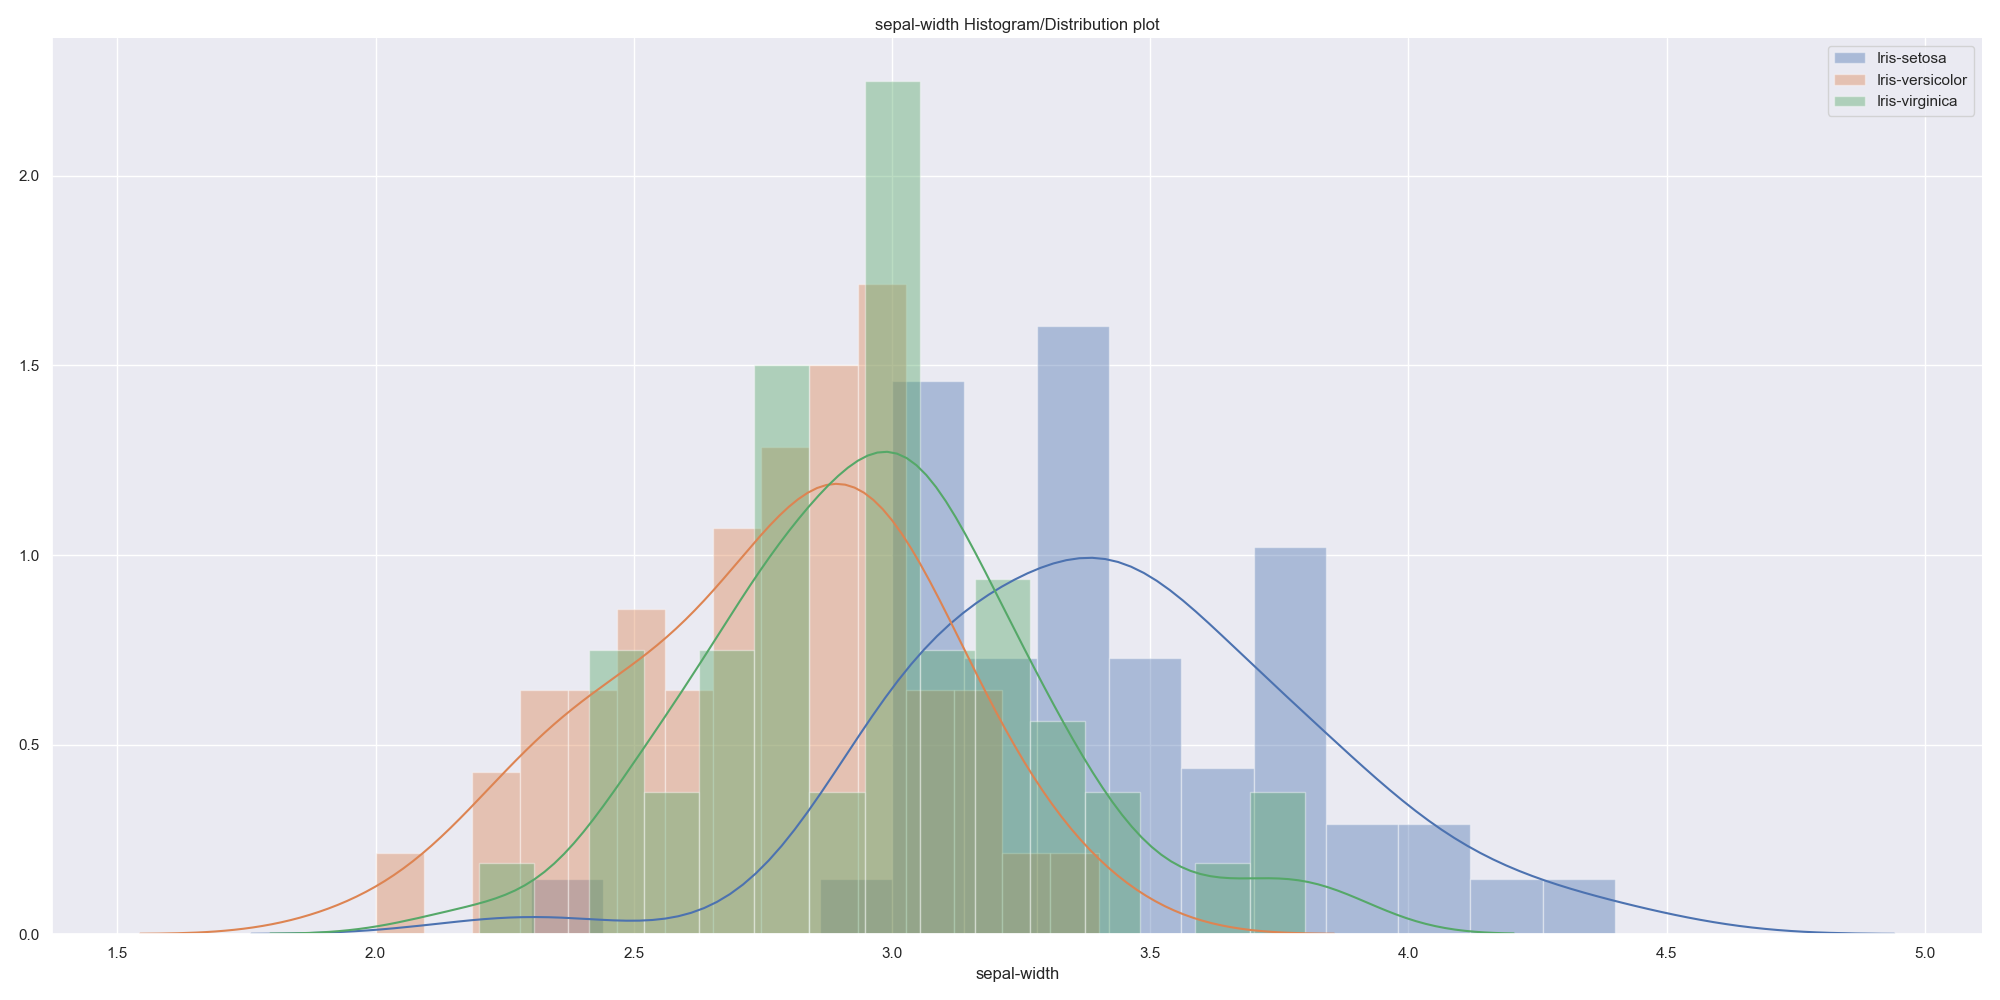 sepal-width Histogram/Distribution plot
Iris-setosa
Iris-versicolor
Iris-virginica
2.0
1.5
1.0
0.5
0.0
1.5 2.0 2.5 3.0 3.5 4.0 4.5 5.0
sepal-width